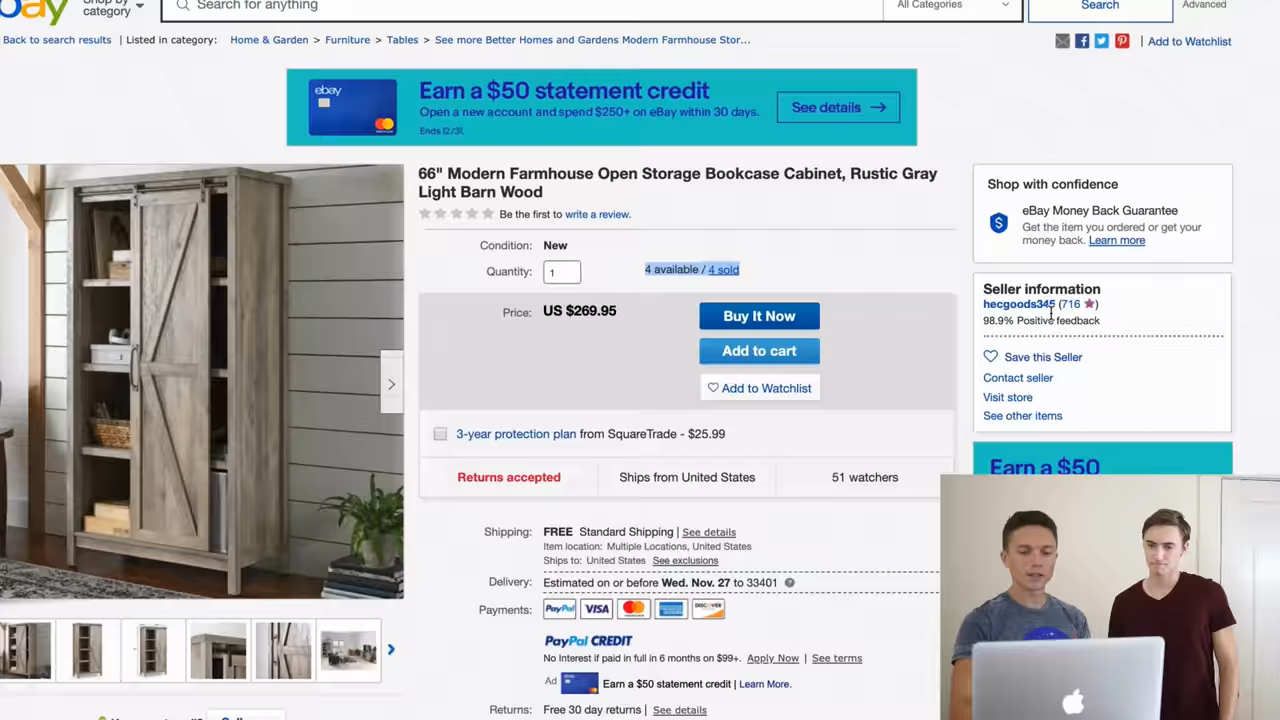 ebay
Shop by
category
Search for anything
All Categories
Search
Advanced
Back to search results | Listed in category: Home & Garden > Furniture > Tables > See more Better Homes and Gardens Modern Farmhouse Stor...
| Add to Watchlist
ebay
Earn a $50 statement credit
Open a new account and spend $250+ on eBay within 30 days.
Ends 12/31.
See details →
66" Modern Farmhouse Open Storage Bookcase Cabinet, Rustic Gray
Light Barn Wood
Be the first to write a review.
Condition: New
Quantity: 1 4 available / 4 sold
Price: US $269.95
Buy It Now
Add to cart
Add to Watchlist
3-year protection plan from SquareTrade - $25.99
Returns accepted
Ships from United States
51 watchers
Shipping: FREE Standard Shipping | See details
Item location: Multiple Locations, United States
Ships to: United States See exclusions
Delivery: Estimated on or before Wed. Nov. 27 to 33401
Payments: PayPal VISA MasterCard AMERICAN EXPRESS DISCOVER
PayPal CREDIT
No Interest if paid in full in 6 months on $99+. Apply Now | See terms
Ad Earn a $50 statement credit | Learn More.
Returns: Free 30 day returns | See details
Shop with confidence
eBay Money Back Guarantee
Get the item you ordered or get your
money back. Learn more
Seller information
hecgoods345 (716 )
98.9% Positive feedback
Save this Seller
Contact seller
Visit store
See other items
Earn a $50